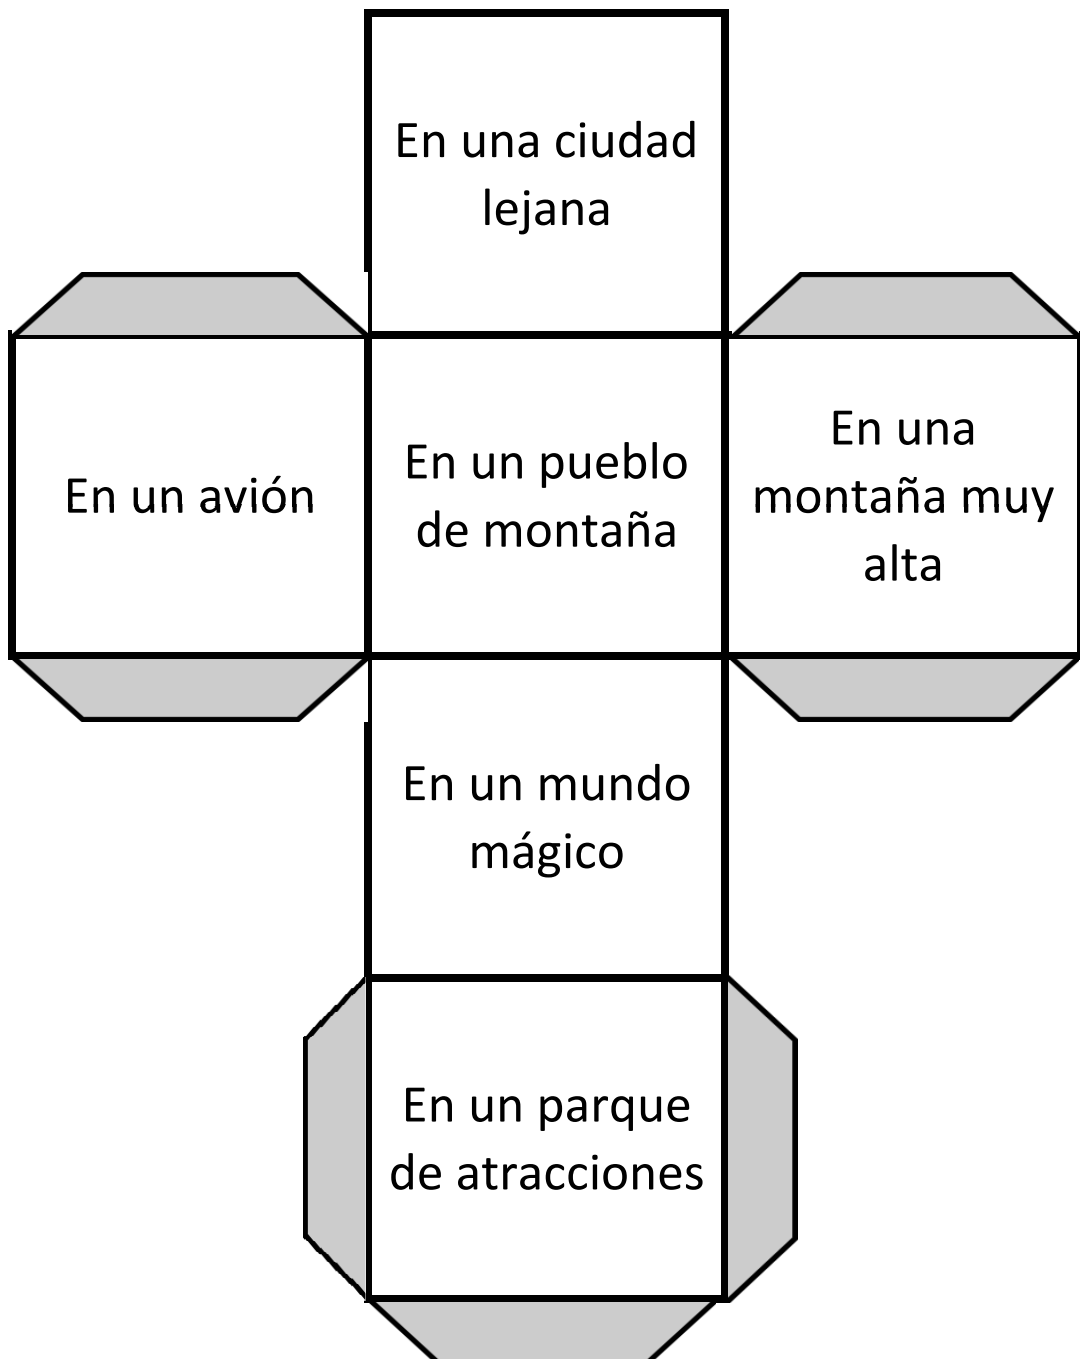 En una ciudad
lejana
En un avión
En un pueblo
de montaña
En una
montaña muy
alta
En un mundo
mágico
En un parque
de atracciones